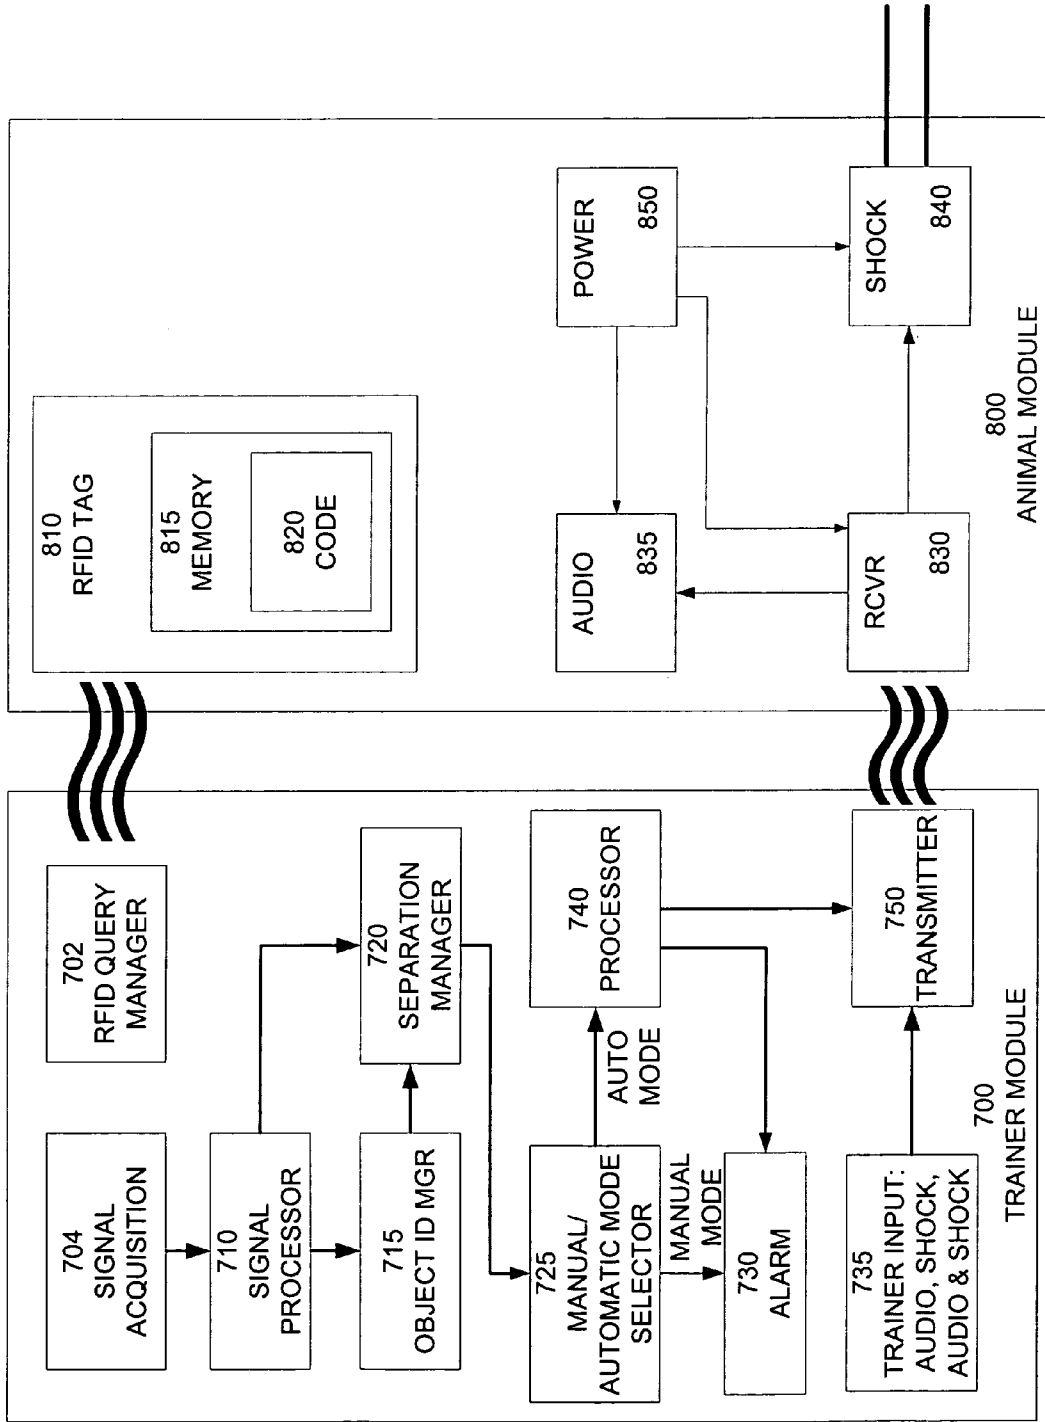 704
SIGNAL
ACQUISITION
702
RFID QUERY
MANAGER
710
SIGNAL
PROCESSOR
715
OBJECT ID MGR
720
SEPARATION
MANAGER
725
MANUAL/
AUTOMATIC MODE
SELECTOR
AUTO
MODE
740
PROCESSOR
MANUAL
MODE
730
ALARM
735
TRAINER INPUT:
AUDIO, SHOCK,
AUDIO & SHOCK
750
TRANSMITTER
700
TRAINER MODULE
810
RFID TAG
815
MEMORY
820
CODE
AUDIO
835
POWER
850
RCVR
830
SHOCK
840
800
ANIMAL MODULE